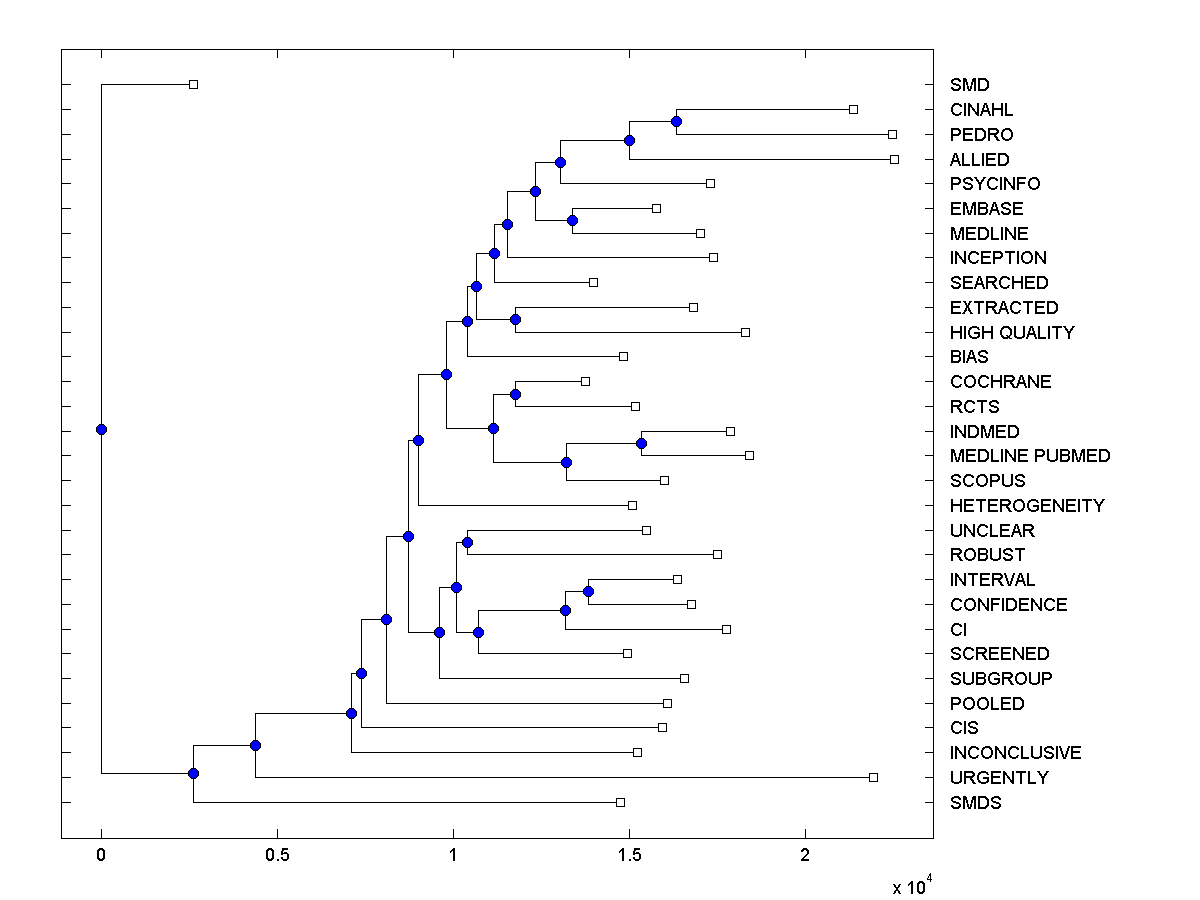 SMD
CINAHL
PEDRO
ALLIED
PSYCINFO
EMBASE
MEDLINE
INCEPTION
SEARCHED
EXTRACTED
HIGH QUALITY
BIAS
COCHRANE
RCTS
INDMED
MEDLINE PUBMED
SCOPUS
HETEROGENEITY
UNCLEAR
ROBUST
INTERVAL
CONFIDENCE
CI
SCREENED
SUBGROUP
POOLED
CIS
INCONCLUSIVE
URGENTLY
SMDS
0 0.5 1 1.5 2
x 10^4